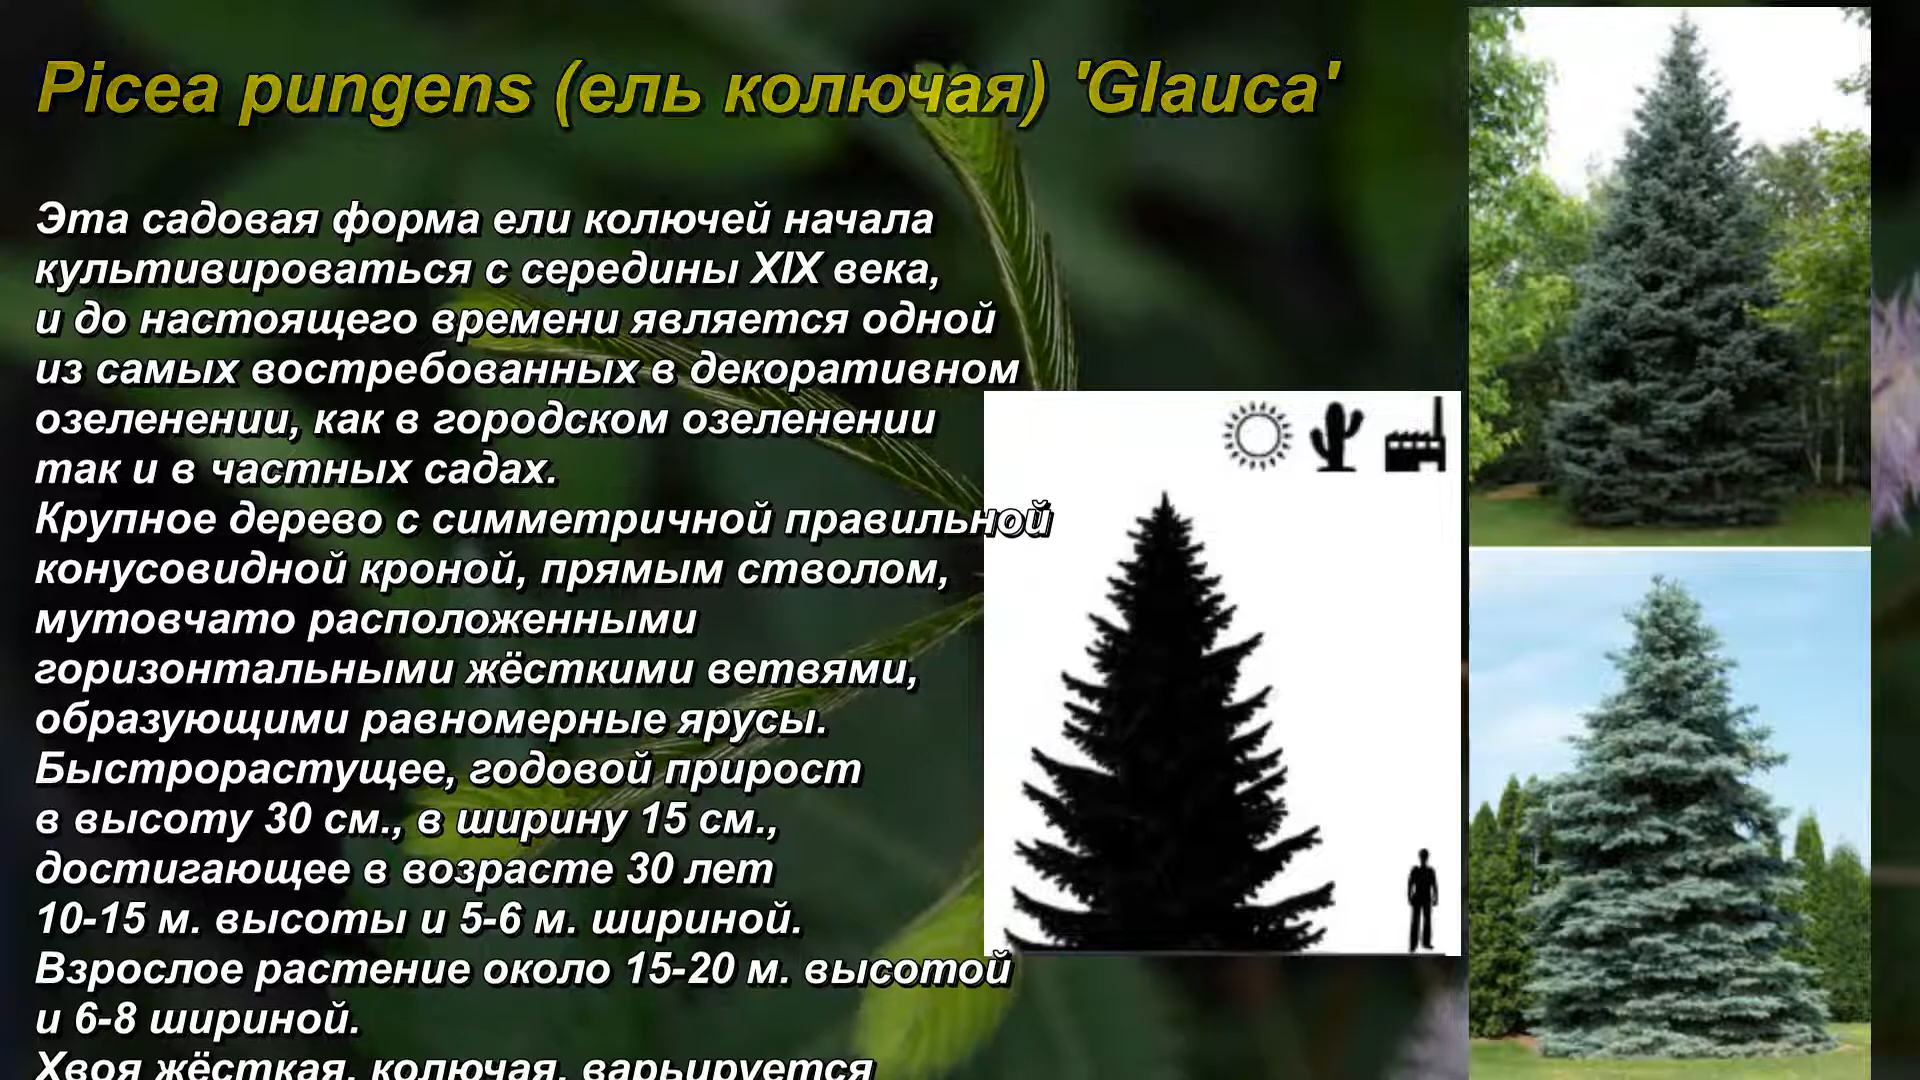 Picea pungens (ель колючая) 'Glauca'
Эта садовая форма ели колючей начала
культивироваться с середины XIX века,
и до настоящего времени является одной
из самых востребованных в декоративном
озеленении, как в городском озеленении
так и в частных садах.
Крупное дерево с симметричной правильной
конусовидной кроной, прямым стволом,
мутовчато расположенными
горизонтальными жёсткими ветвями,
образующими равномерные ярусы.
Быстрорастущее, годовой прирост
в высоту 30 см., в ширину 15 см.,
достигающее в возрасте 30 лет
10-15 м. высоты и 5-6 м. шириной.
Взрослое растение около 15-20 м. высотой
и 6-8 шириной.
Хвоя жёсткая, колючая, варьируется